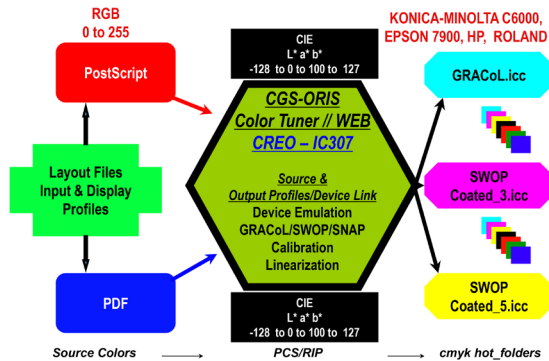 RGB
0 to 255
PostScript
Layout Files
Input & Display
Profiles
PDF
CIE
L* a* b*
-128 to 0 to 100 to 127
CGS-ORIS
Color Tuner // WEB
CREO – IC307
Source &
Output Profiles/Device Link
Device Emulation
GRACoL/SWOP/SNAP
Calibration
Linearization
CIE
L* a* b*
-128 to 0 to 100 to 127
KONICA-MINOLTA C6000,
EPSON 7900, HP, ROLAND
GRACoL.icc
SWOP
Coated_3.icc
SWOP
Coated_5.icc
Source Colors
PCS/RIP
cmyk hot_folders